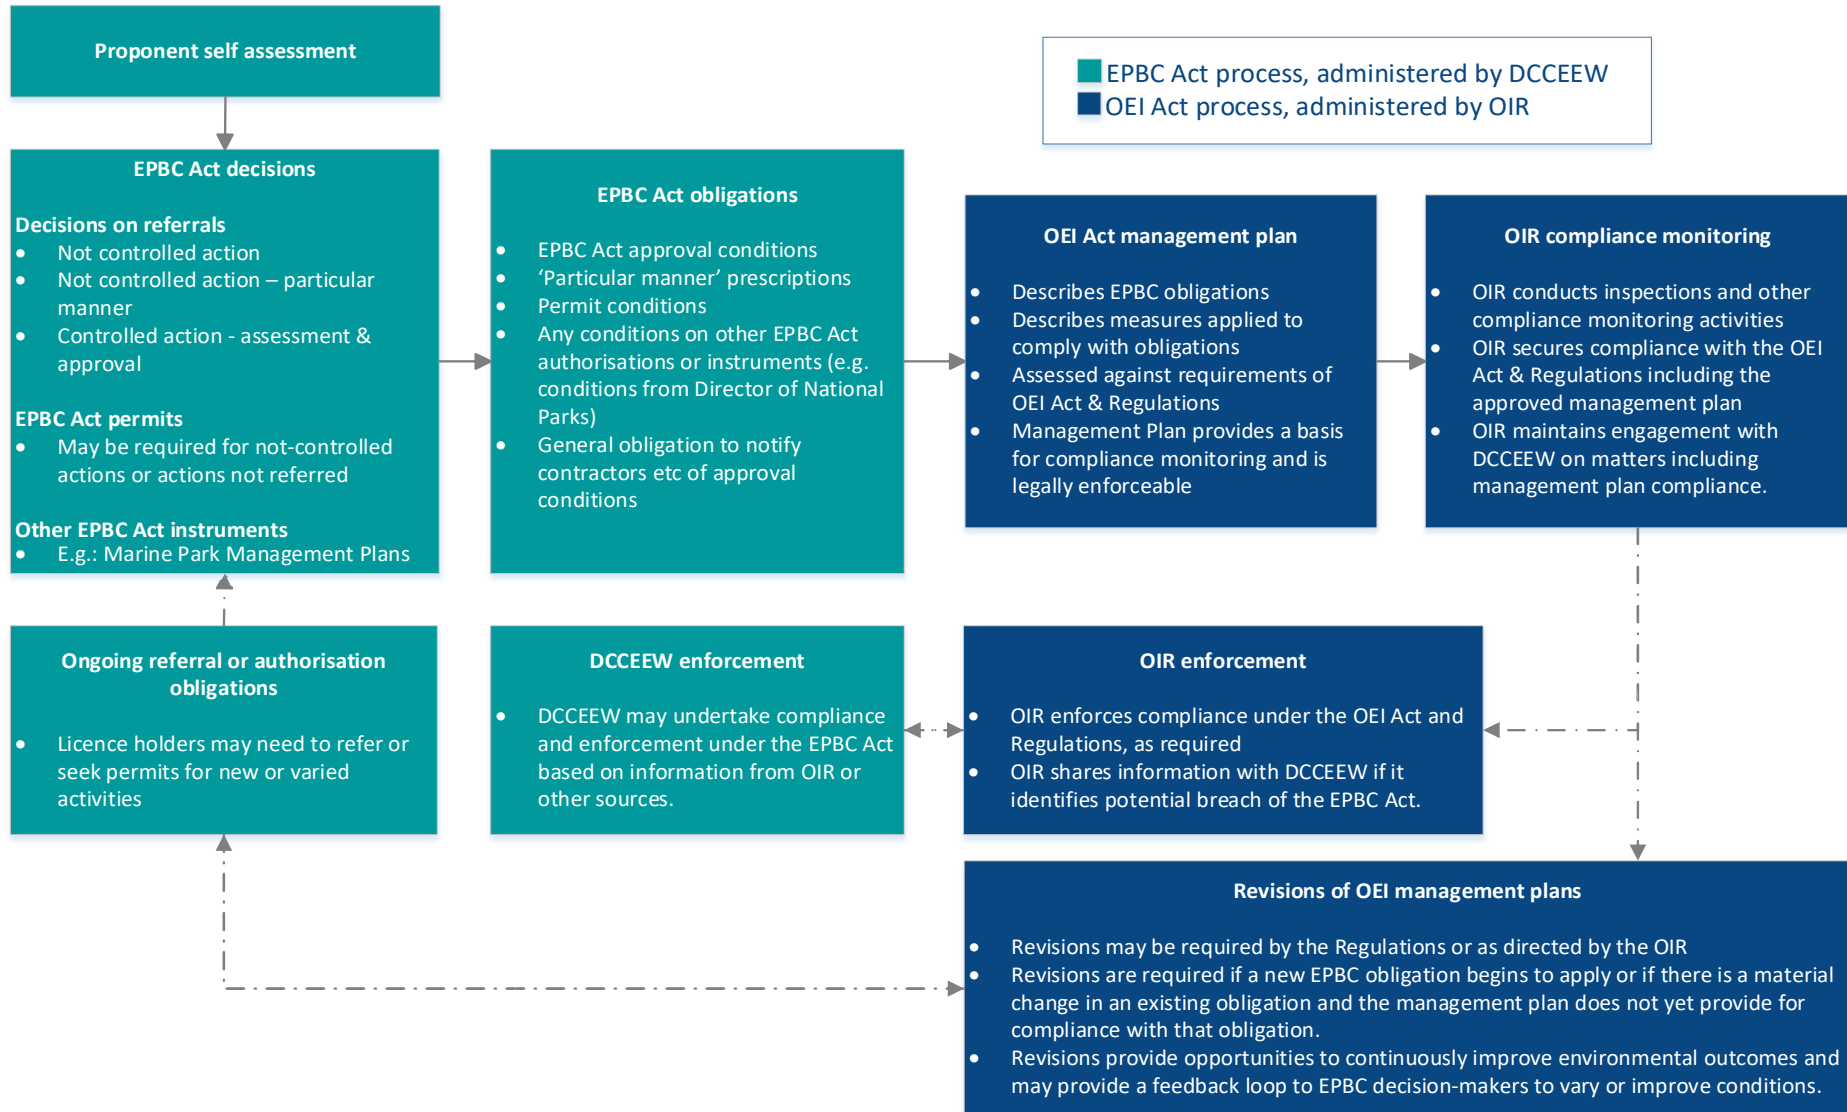 Proponent self assessment
EPBC Act process, administered by DCCEEW
OEI Act process, administered by OIR
EPBC Act decisions
Decisions on referrals
• Not controlled action
• Not controlled action – particular
manner
• Controlled action - assessment &
approval
EPBC Act permits
• May be required for not-controlled
actions or actions not referred
Other EPBC Act instruments
• E.g.: Marine Park Management Plans
EPBC Act obligations
• EPBC Act approval conditions
• ‘Particular manner’ prescriptions
• Permit conditions
• Any conditions on other EPBC Act
authorisations or instruments (e.g.
conditions from Director of National
Parks)
• General obligation to notify
contractors etc of approval
conditions
OEI Act management plan
• Describes EPBC obligations
• Describes measures applied to
comply with obligations
• Assessed against requirements of
OEI Act & Regulations
• Management Plan provides a basis
for compliance monitoring and is
legally enforceable
OIR compliance monitoring
• OIR conducts inspections and other
compliance monitoring activities
• OIR secures compliance with the OEI
Act & Regulations including the
approved management plan
• OIR maintains engagement with
DCCEEW on matters including
management plan compliance.
Ongoing referral or authorisation
obligations
• Licence holders may need to refer or
seek permits for new or varied
activities
DCCEEW enforcement
• DCCEEW may undertake compliance
and enforcement under the EPBC Act
based on information from OIR or
other sources.
OIR enforcement
• OIR enforces compliance under the OEI Act and
Regulations, as required
• OIR shares information with DCCEEW if it
identifies potential breach of the EPBC Act.
Revisions of OEI management plans
• Revisions may be required by the Regulations or as directed by the OIR
• Revisions are required if a new EPBC obligation begins to apply or if there is a material
change in an existing obligation and the management plan does not yet provide for
compliance with that obligation.
• Revisions provide opportunities to continuously improve environmental outcomes and
may provide a feedback loop to EPBC decision-makers to vary or improve conditions.